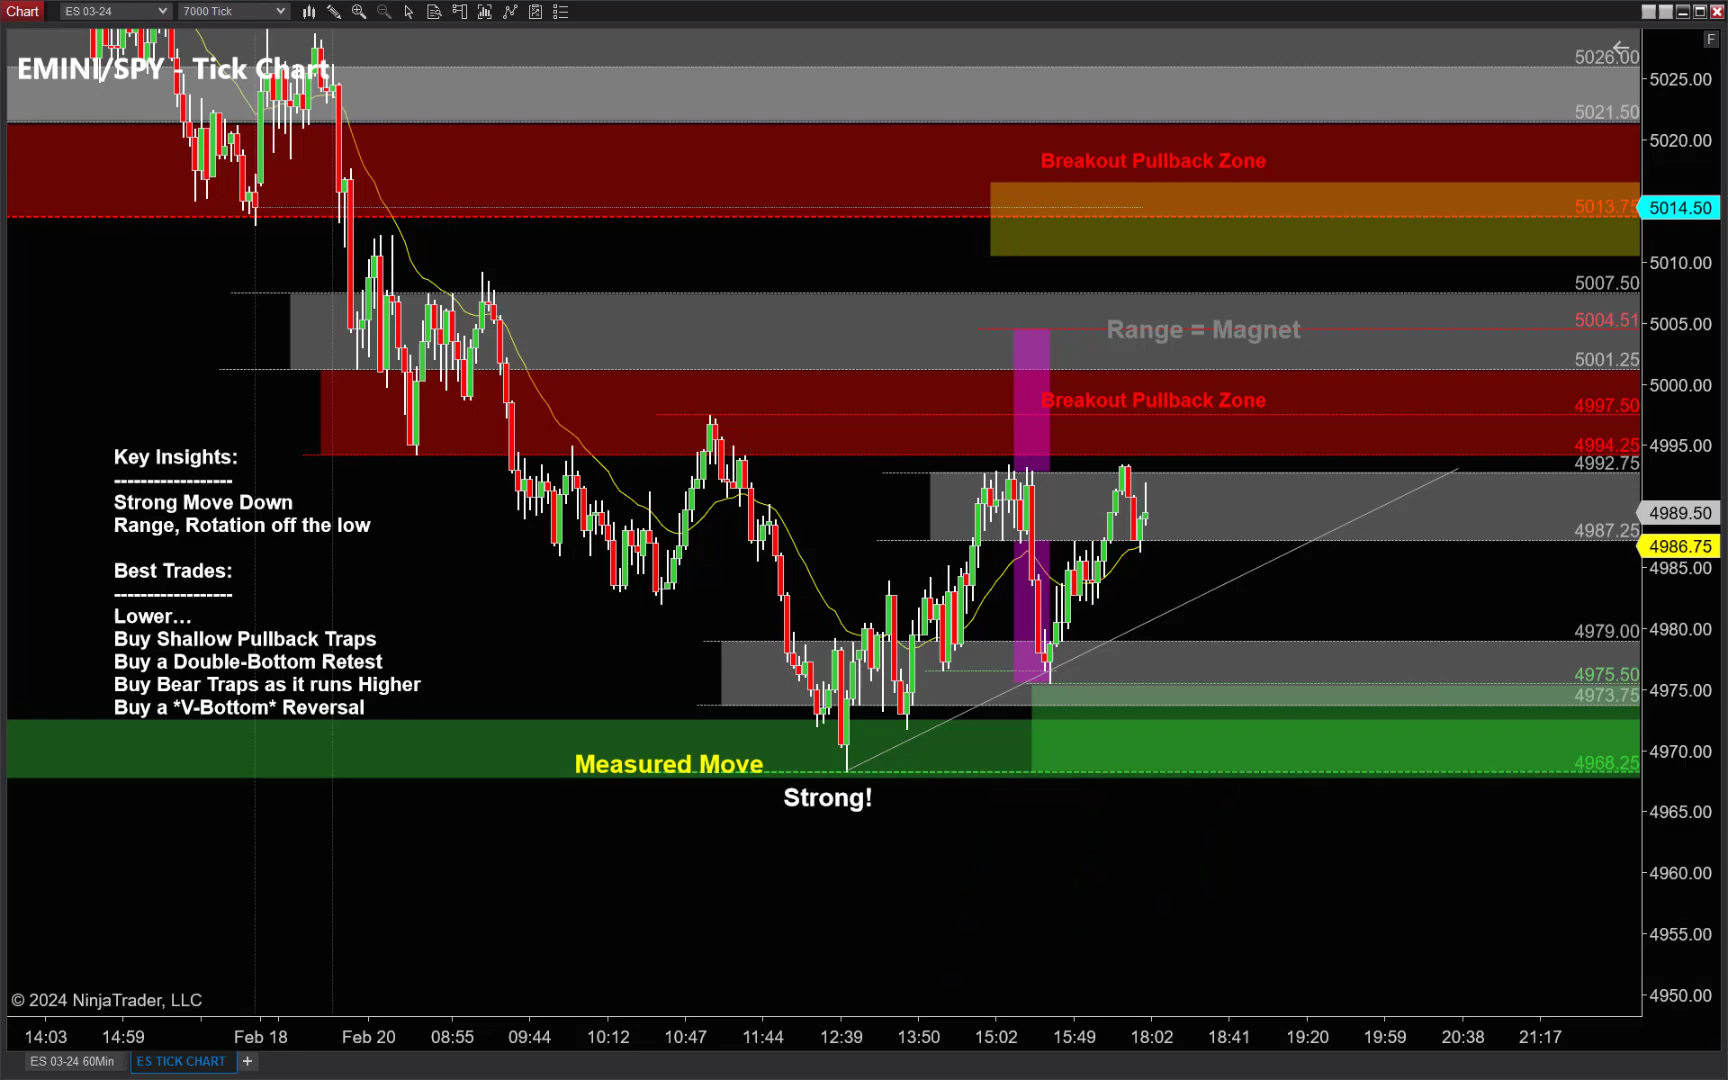 Chart
ES 03-24
7000 Tick
F
EMINI/SPY - Tick Chart
5026.00
5025.00
5021.50
5020.00
Breakout Pullback Zone
5013.75
5014.50
5010.00
5007.50
5004.51
5005.00
Range = Magnet
5001.25
5000.00
Breakout Pullback Zone
4997.50
4994.25
4995.00
4992.75
Key Insights:
-----------------
Strong Move Down
Range, Rotation off the low
4989.50
4987.25
4986.75
4985.00
Best Trades:
-----------------
Lower...
Buy Shallow Pullback Traps
Buy a Double-Bottom Retest
Buy Bear Traps as it runs Higher
Buy a *V-Bottom* Reversal
4979.00
4980.00
4975.50
4975.00
4973.75
Measured Move
4968.25
4970.00
Strong!
4965.00
4960.00
4955.00
4950.00
© 2024 NinjaTrader, LLC
14:03 14:59 Feb 18 Feb 20 08:55 09:44 10:12 10:47 11:44 12:39 13:50 15:02 15:49 18:02 18:41 19:20 19:59 20:38 21:17
ES 03-24 60Min
ES TICK CHART
+